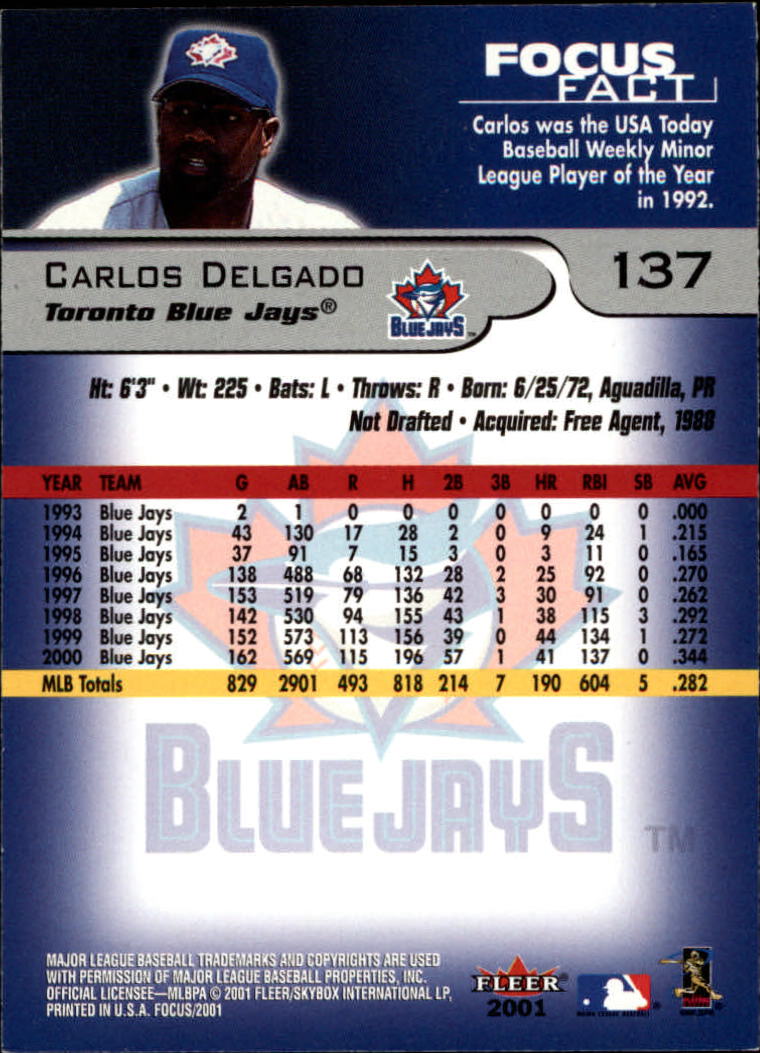 FOCUS
FACT
Carlos was the USA Today
Baseball Weekly Minor
League Player of the Year
in 1992.
CARLOS DELGADO
Toronto Blue Jays®
BLUE JAYS
137
Ht: 6'3" • Wt: 225 • Bats: L • Throws: R • Born: 6/25/72, Aguadilla, PR
Not Drafted • Acquired: Free Agent, 1988
YEAR TEAM G AB R H 2B 3B HR RBI SB AVG
1993 Blue Jays 2 1 0 0 0 0 0 0 0 .000
1994 Blue Jays 43 130 17 28 2 0 9 24 1 .215
1995 Blue Jays 37 91 7 15 3 0 3 11 0 .165
1996 Blue Jays 138 488 68 132 28 2 25 92 0 .270
1997 Blue Jays 153 519 79 136 42 3 30 91 0 .262
1998 Blue Jays 142 530 94 155 43 1 38 115 3 .292
1999 Blue Jays 152 573 113 156 39 0 44 134 1 .272
2000 Blue Jays 162 569 115 196 57 1 41 137 0 .344
MLB Totals 829 2901 493 818 214 7 190 604 5 .282
BLUE JAYS TM
MAJOR LEAGUE BASEBALL TRADEMARKS AND COPYRIGHTS ARE USED
WITH PERMISSION OF MAJOR LEAGUE BASEBALL PROPERTIES, INC.
OFFICIAL LICENSEE—MLBPA © 2001 FLEER/SKYBOX INTERNATIONAL LP,
PRINTED IN U.S.A. FOCUS/2001
FLEER®
2001
MAJOR LEAGUE BASEBALL